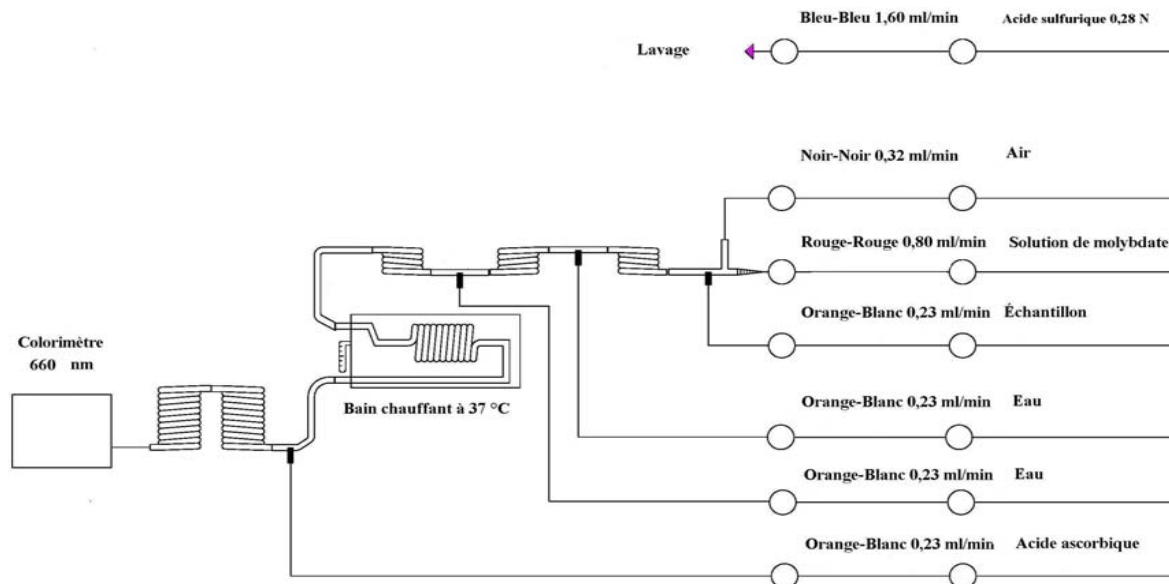 Bleu-Bleu 1,60 ml/min Acide sulfurique 0,28 N
Lavage
Noir-Noir 0,32 ml/min Air
Rouge-Rouge 0,80 ml/min Solution de molybdate
Orange-Blanc 0,23 ml/min Échantillon
Colorimètre
660 nm
Bain chauffant à 37 °C
Orange-Blanc 0,23 ml/min Eau
Orange-Blanc 0,23 ml/min Eau
Orange-Blanc 0,23 ml/min Acide ascorbique